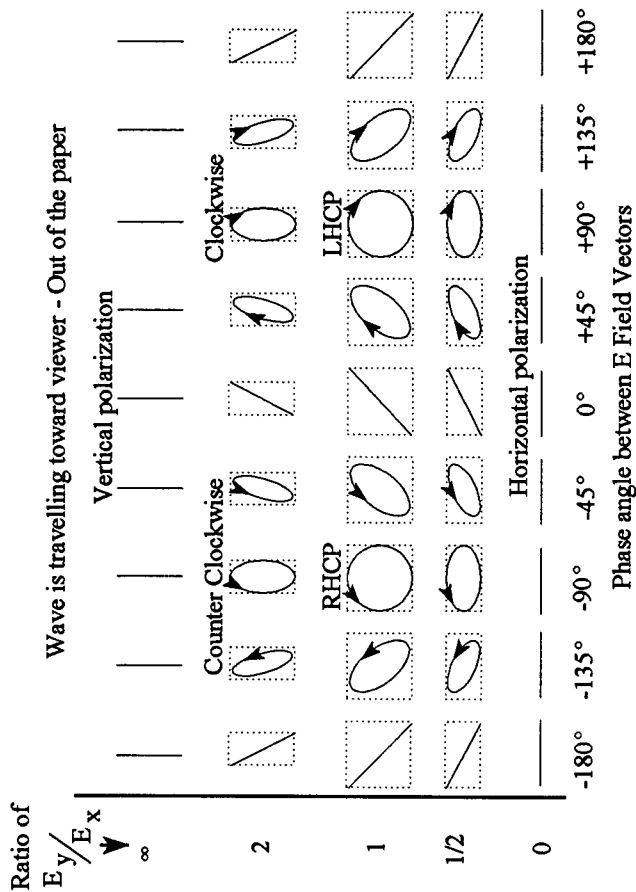 Wave is travelling toward viewer - Out of the paper
Ratio of
E_y/E_x
Vertical polarization
∞
Counter Clockwise
Clockwise
2
RHCP
LHCP
1
1/2
Horizontal polarization
0
-180° -135° -90° -45° 0° +45° +90° +135° +180°
Phase angle between E Field Vectors